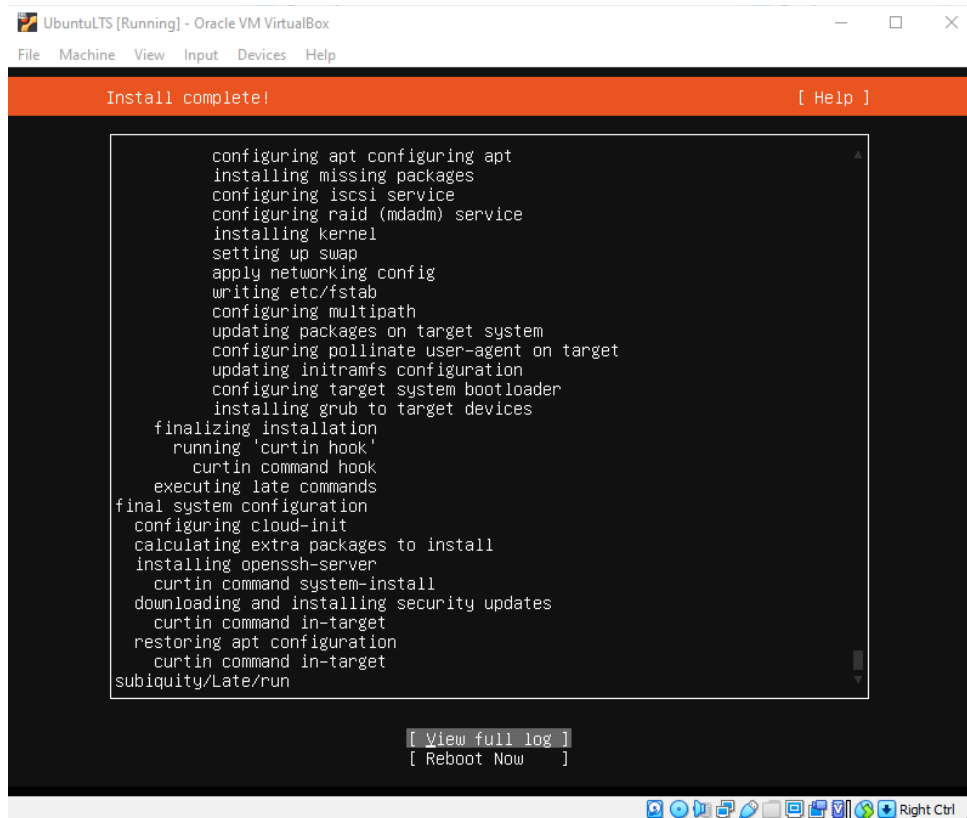 UbuntuLTS [Running] - Oracle VM VirtualBox
File Machine View Input Devices Help
Install complete! [ Help ]
configuring apt configuring apt
installing missing packages
configuring iscsi service
configuring raid (mdadm) service
installing kernel
setting up swap
apply networking config
writing etc/fstab
configuring multipath
updating packages on target system
configuring pollinate user-agent on target
updating initramfs configuration
configuring target system bootloader
installing grub to target devices
finalizing installation
running 'curtin hook'
curtin command hook
executing late commands
final system configuration
configuring cloud-init
calculating extra packages to install
installing openssh-server
curtin command system-install
downloading and installing security updates
curtin command in-target
restoring apt configuration
curtin command in-target
subiquity/Late/run
[ View full log ]
[ Reboot Now ]
Right Ctrl